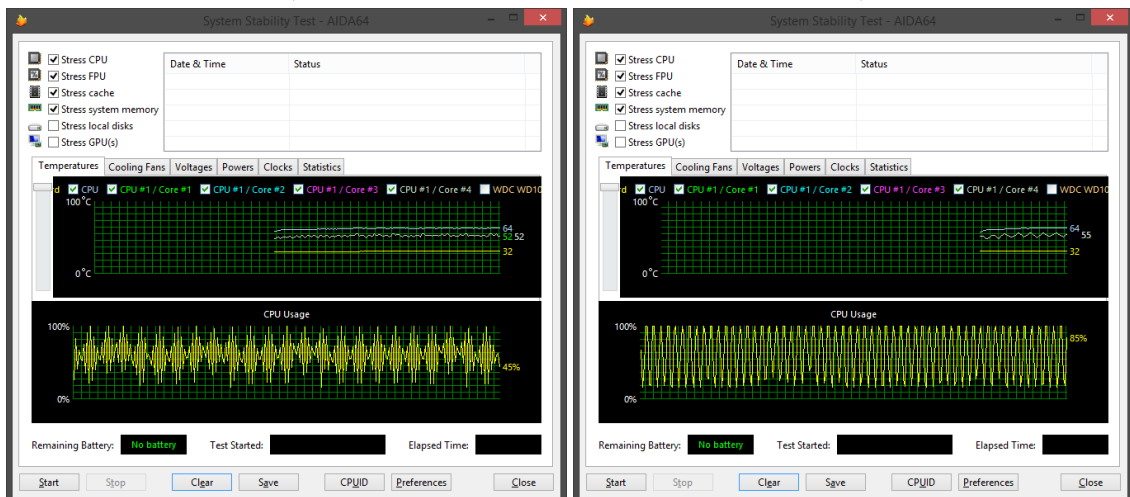 System Stability Test - AIDA64
Stress CPU
Stress FPU
Stress cache
Stress system memory
Stress local disks
Stress GPU(s)
Date & Time Status
Temperatures Cooling Fans Voltages Powers Clocks Statistics
rd CPU CPU #1 / Core #1 CPU #1 / Core #2 CPU #1 / Core #3 CPU #1 / Core #4 WDC WD10
100°C
64
52 52
32
0°C
CPU Usage
100%
45%
0%
Remaining Battery: No battery Test Started: Elapsed Time:
Start Stop Clear Save CPUID Preferences Close
System Stability Test - AIDA64
Stress CPU
Stress FPU
Stress cache
Stress system memory
Stress local disks
Stress GPU(s)
Date & Time Status
Temperatures Cooling Fans Voltages Powers Clocks Statistics
rd CPU CPU #1 / Core #1 CPU #1 / Core #2 CPU #1 / Core #3 CPU #1 / Core #4 WDC WD10
100°C
64
55
32
0°C
CPU Usage
100%
85%
0%
Remaining Battery: No battery Test Started: Elapsed Time:
Start Stop Clear Save CPUID Preferences Close